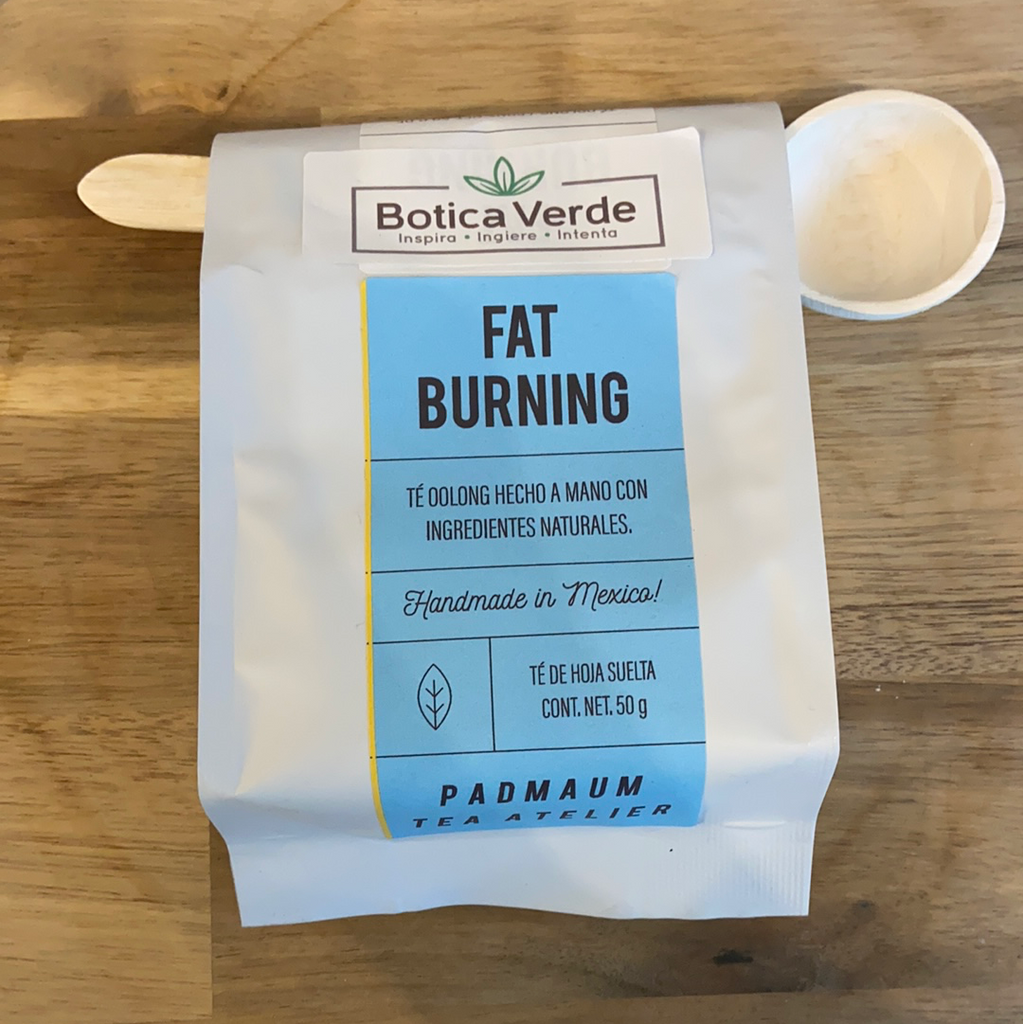 Botica Verde
Inspira • Ingiere • Intenta
FAT
BURNING
TÉ OOLONG HECHO A MANO CON
INGREDIENTES NATURALES.
Handmade in Mexico!
TÉ DE HOJA SUELTA
CONT. NET. 50 g
PADMAUM
TEA ATELIER